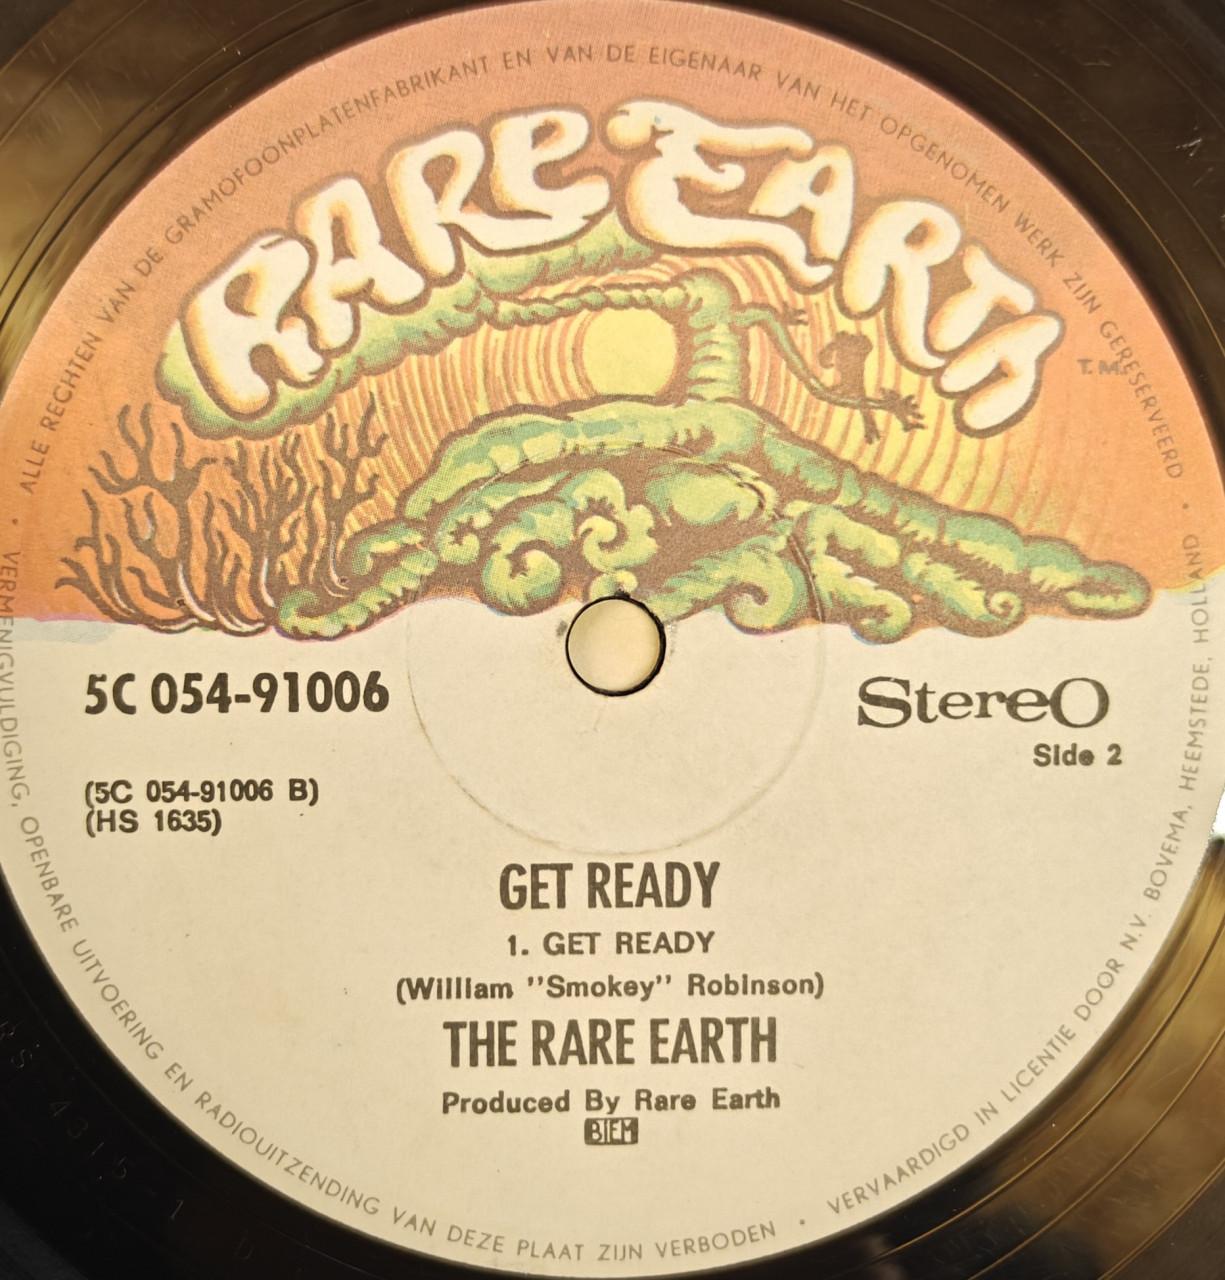 ALLE RECHTEN VAN DE GRAMOFOONPLATENFABRIKANT EN VAN DE EIGENAAR VAN HET OPGENOMEN WERK ZIJN GERESERVEERD •
RARE EARTH
T.M.
5C 054-91006
Stereo
Side 2
(5C 054-91006 B)
(HS 1635)
GET READY
1. GET READY
(William "Smokey" Robinson)
THE RARE EARTH
Produced By Rare Earth
BIEM
• VERMENIGVULDIGING, OPENBARE UITVOERING EN RADIOUITZENDING VAN DEZE PLAAT ZIJN VERBODEN • VERVAARDIGD IN LICENTIE DOOR N.V. BOVEMA, HEEMSTEDE, HOLLAND